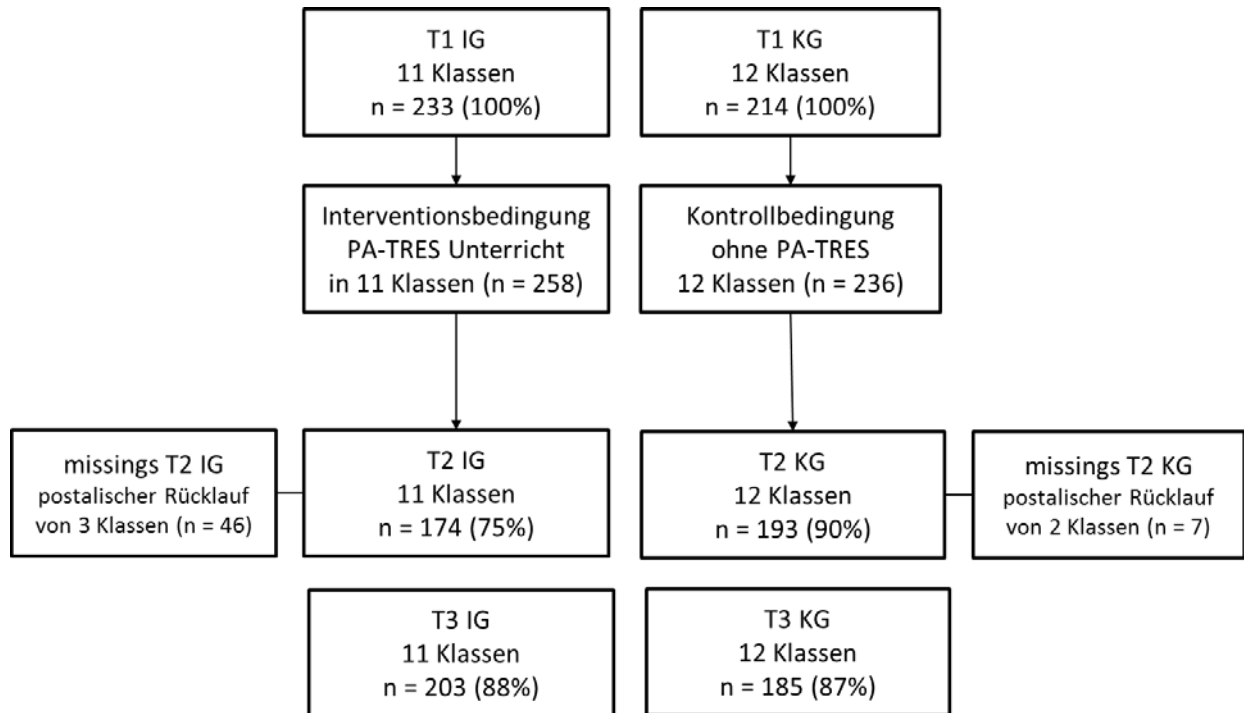 T1 IG
11 Klassen
n = 233 (100%)
T1 KG
12 Klassen
n = 214 (100%)
Interventionsbedingung
PA-TRES Unterricht
in 11 Klassen (n = 258)
Kontrollbedingung
ohne PA-TRES
12 Klassen (n = 236)
missings T2 IG
postalischer Rücklauf
von 3 Klassen (n = 46)
T2 IG
11 Klassen
n = 174 (75%)
T2 KG
12 Klassen
n = 193 (90%)
missings T2 KG
postalischer Rücklauf
von 2 Klassen (n = 7)
T3 IG
11 Klassen
n = 203 (88%)
T3 KG
12 Klassen
n = 185 (87%)